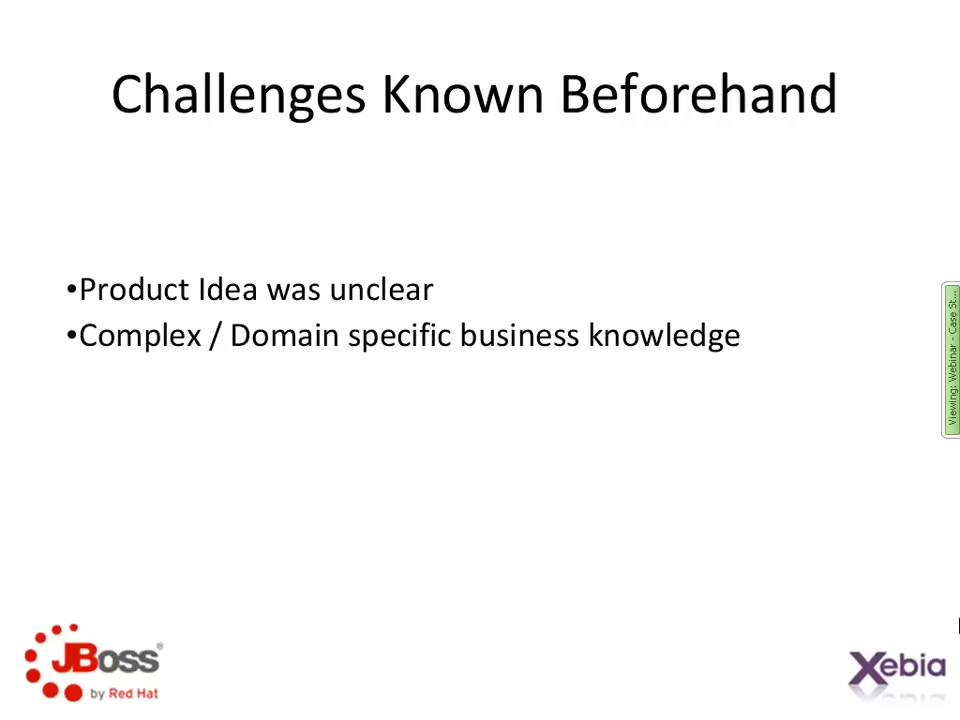 Challenges Known Beforehand
•Product Idea was unclear
•Complex / Domain specific business knowledge
Viewing: Webinar - Case St...
JBoss®
by Red Hat
Xebia